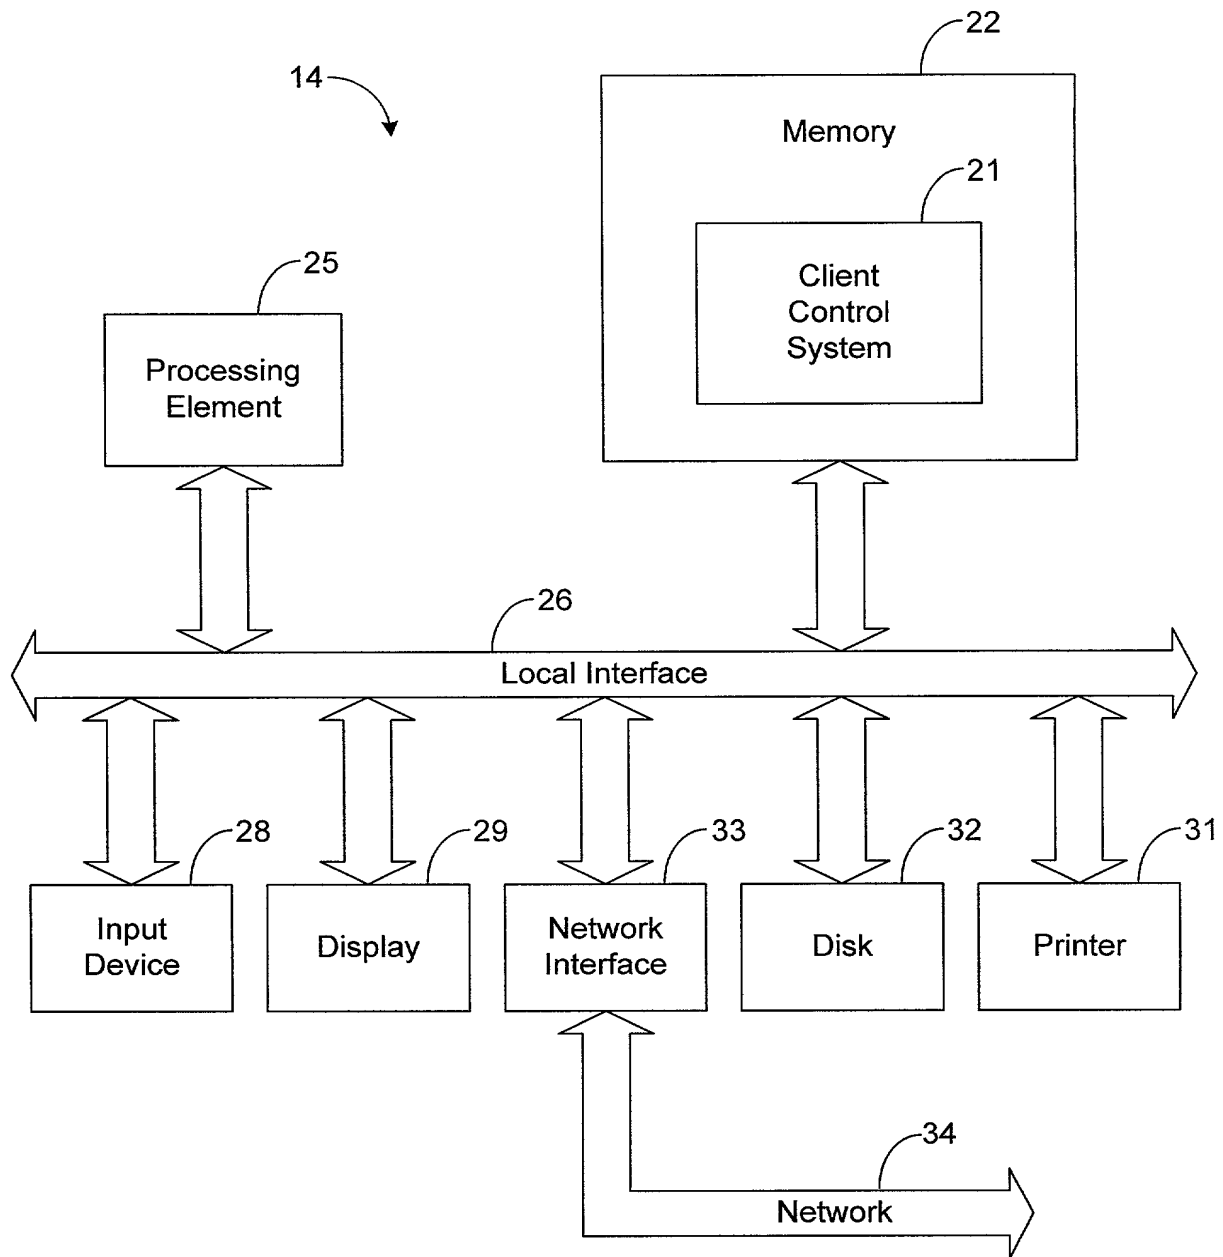 22
14
Memory
21
Client
Control
System
25
Processing
Element
26
Local Interface
28
29
33
32
31
Input
Device
Display
Network
Interface
Disk
Printer
34
Network